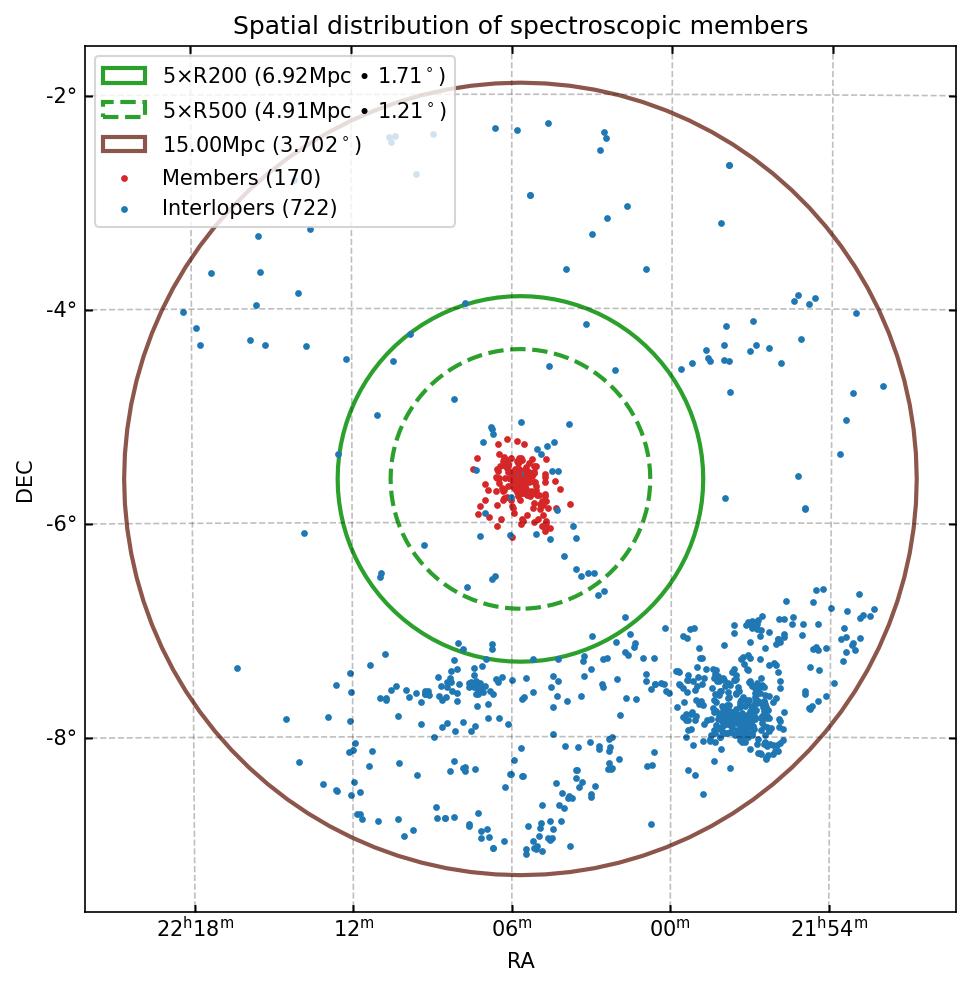 Spatial distribution of spectroscopic members
5×R200 (6.92Mpc • 1.71°)
5×R500 (4.91Mpc • 1.21°)
15.00Mpc (3.702°)
Members (170)
Interlopers (722)
-2°
-4°
-6°
-8°
DEC
22ʰ18ᵐ 12ᵐ 06ᵐ 00ᵐ 21ʰ54ᵐ
RA